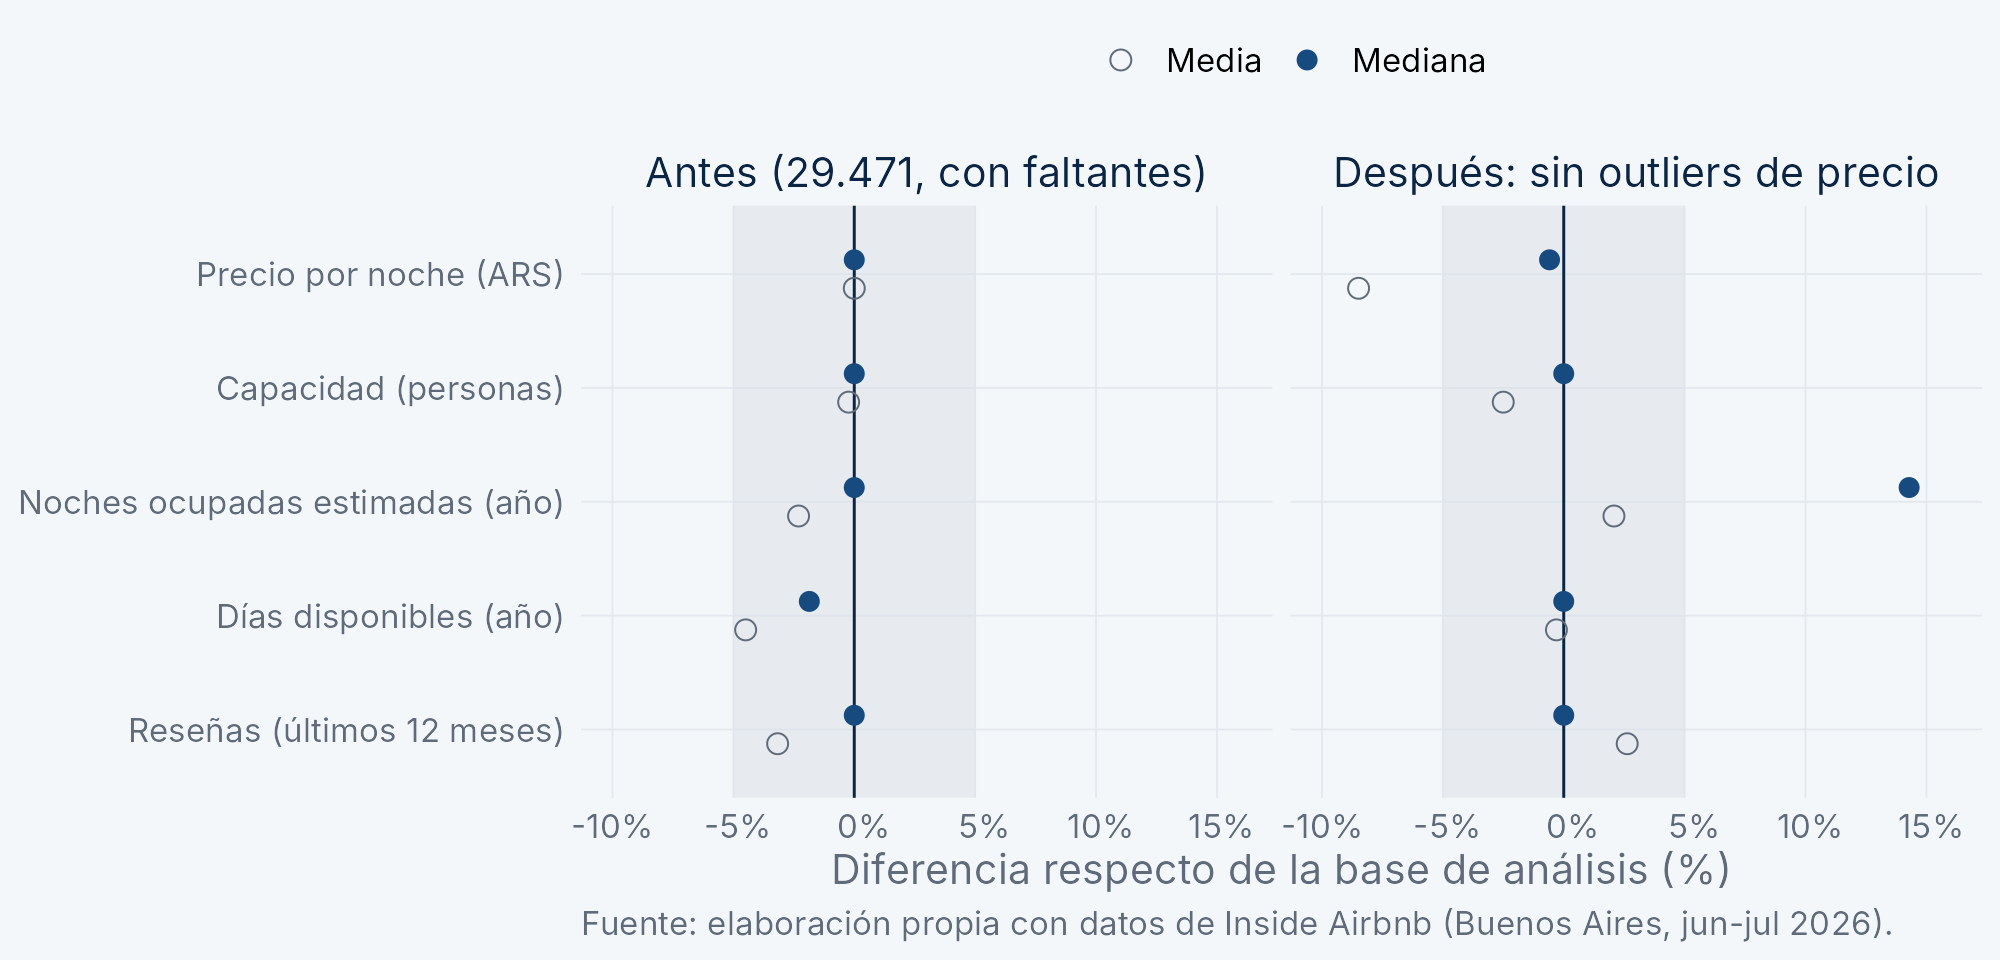 Media Mediana
Antes (29.471, con faltantes) Después: sin outliers de precio
Precio por noche (ARS)
Capacidad (personas)
Noches ocupadas estimadas (año)
Días disponibles (año)
Reseñas (últimos 12 meses)
-10% -5% 0% 5% 10% 15% -10% -5% 0% 5% 10% 15%
Diferencia respecto de la base de análisis (%)
Fuente: elaboración propia con datos de Inside Airbnb (Buenos Aires, jun-jul 2026).